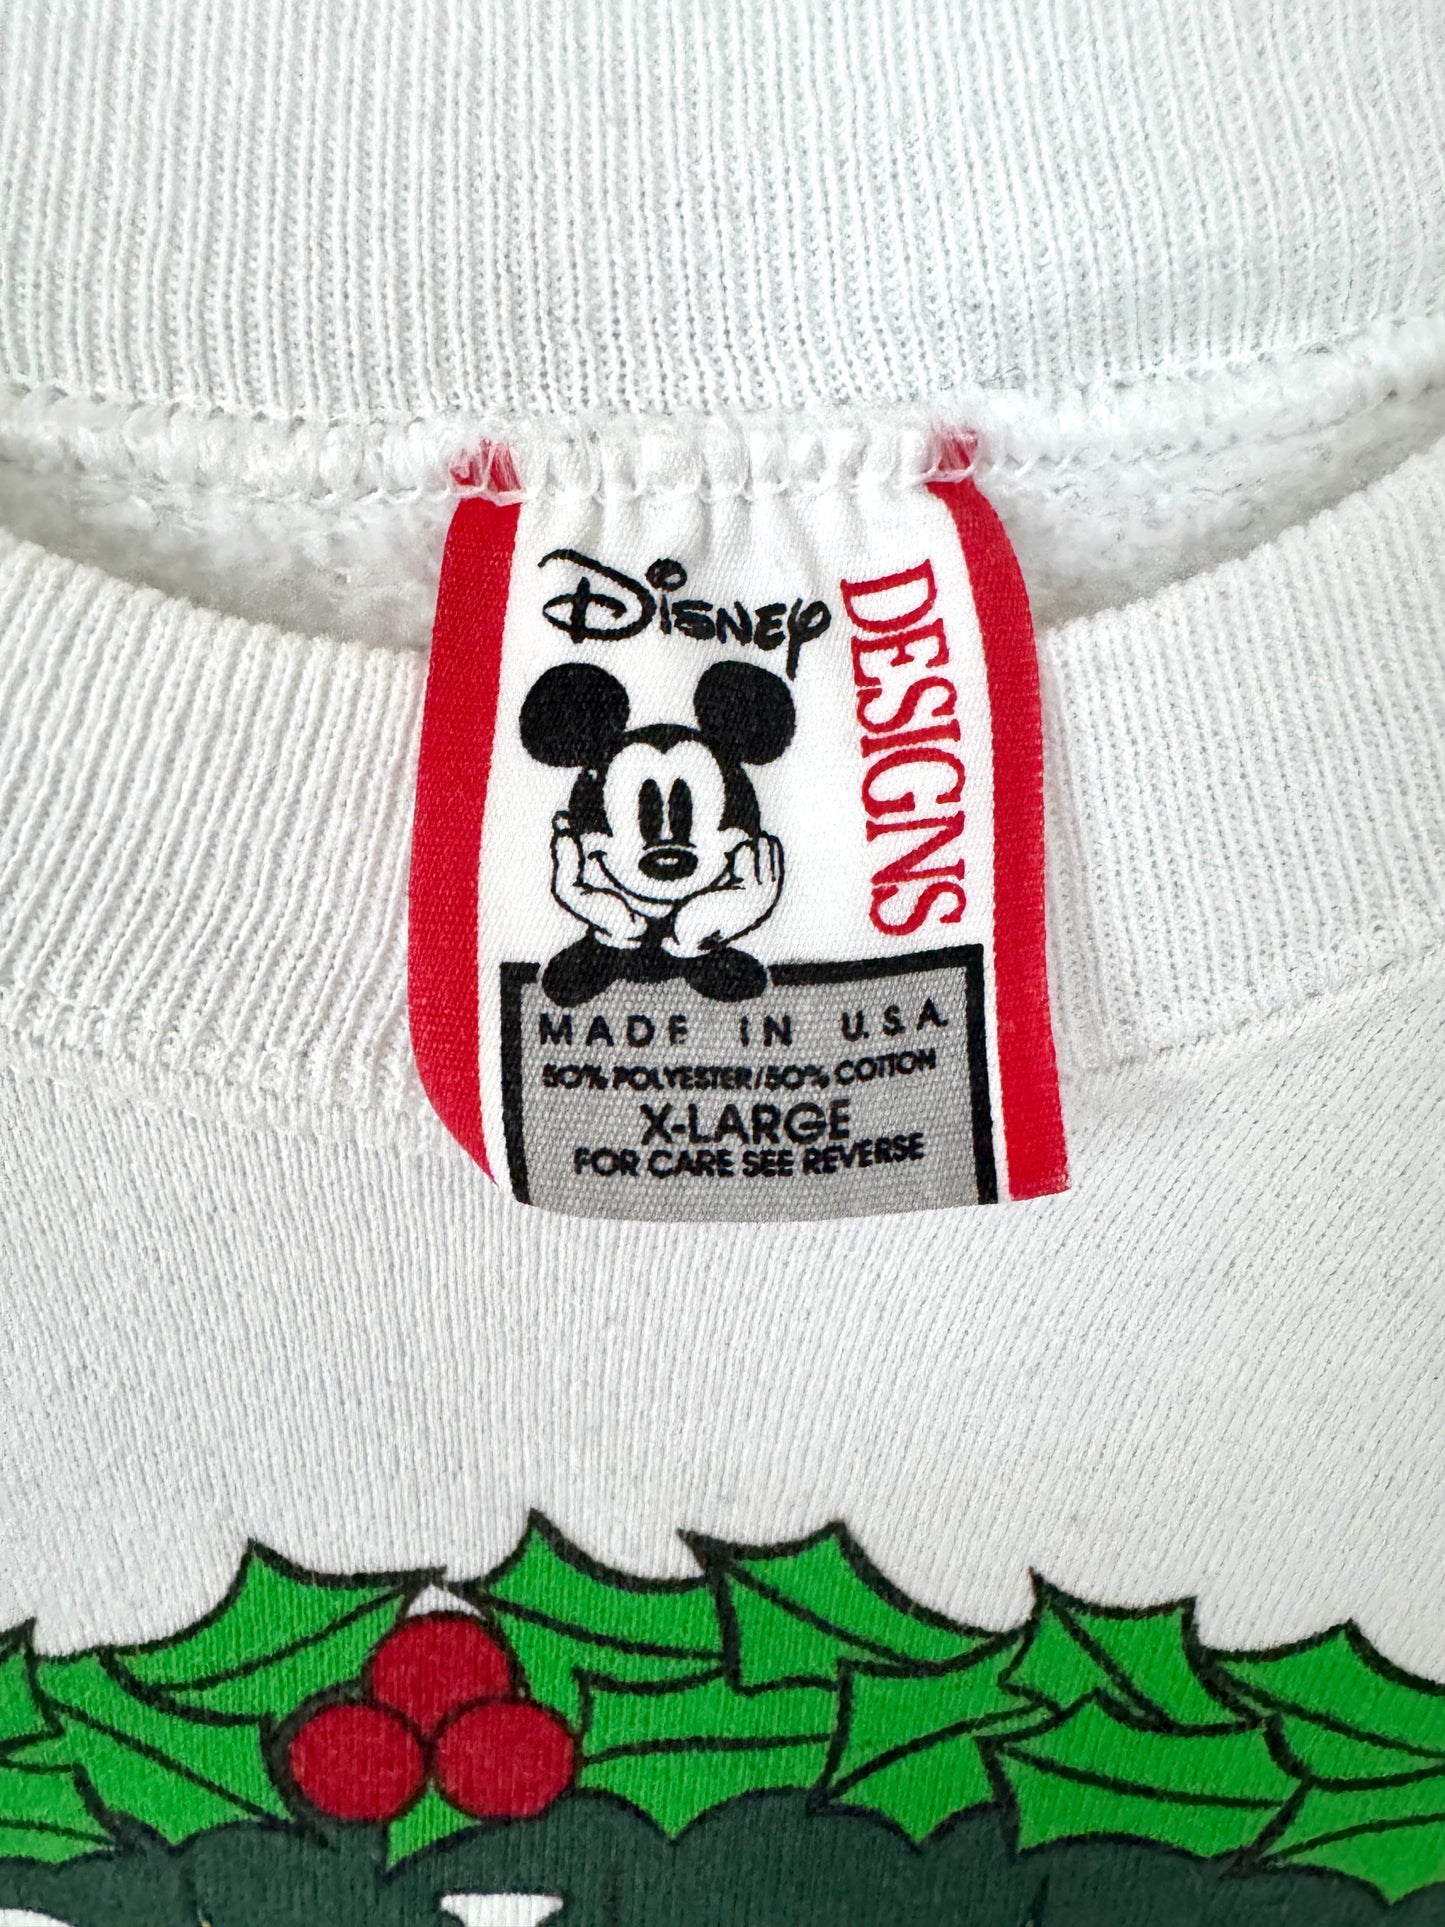 Disney
DESIGNS
MADE IN U.S.A.
50% POLYESTER/50% COTTON
X-LARGE
FOR CARE SEE REVERSE